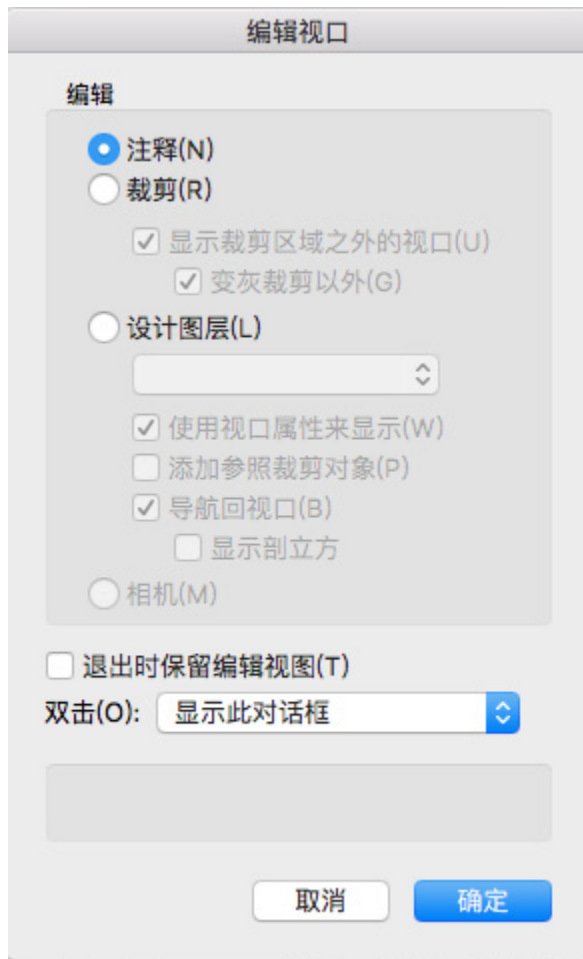 编辑视口
编辑
注释(N)
裁剪(R)
显示裁剪区域之外的视口(U)
变灰裁剪以外(G)
设计图层(L)
使用视口属性来显示(W)
添加参照裁剪对象(P)
导航回视口(B)
显示剖立方
相机(M)
退出时保留编辑视图(T)
双击(O): 显示此对话框
取消 确定